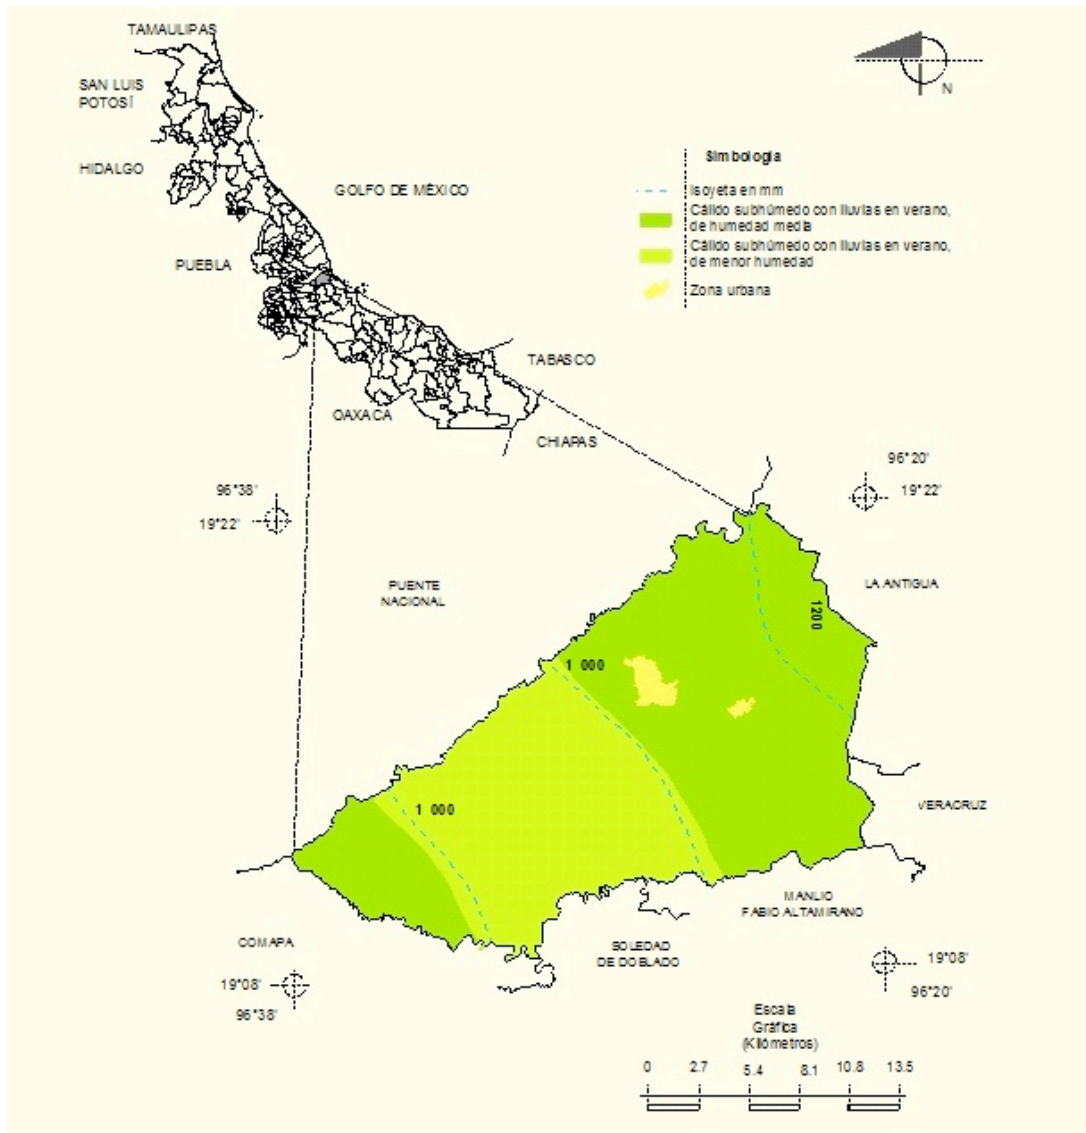 TAMAULIPAS
SAN LUIS
POTOSÍ
HIDALGO
GOLFO DE MÉXICO
PUEBLA
TABASCO
OAXACA
CHIAPAS
N
Simbología
Isoyeta en mm
Cálido subhúmedo con lluvias en verano,
de humedad media
Cálido subhúmedo con lluvias en verano,
de menor humedad
Zona urbana
96°38'
19°22'
96°20'
19°22'
PUENTE
NACIONAL
LA ANTIGUA
1200
1 000
1 000
VERACRUZ
MANLIO
FABIO ALTAMIRANO
COMAPA
SOLEDAD
DE DOBLADO
19°08'
96°38'
19°08'
96°20'
Escala
Gráfica
(Kilómetros)
0 2.7 5.4 8.1 10.8 13.5